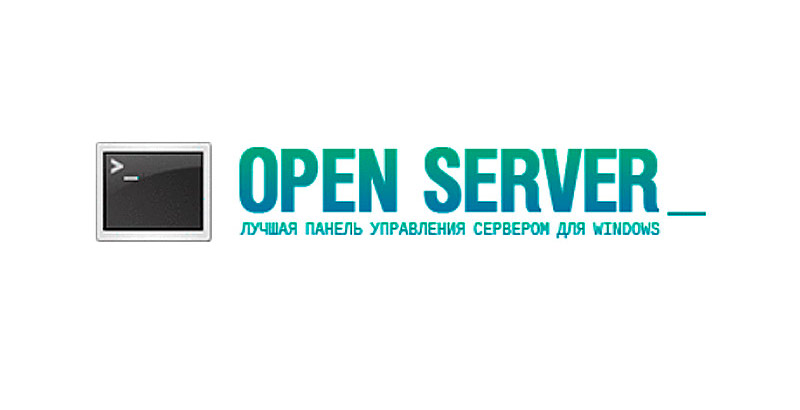 >_
OPEN SERVER_
ЛУЧШАЯ ПАНЕЛЬ УПРАВЛЕНИЯ СЕРВЕРОМ ДЛЯ WINDOWS